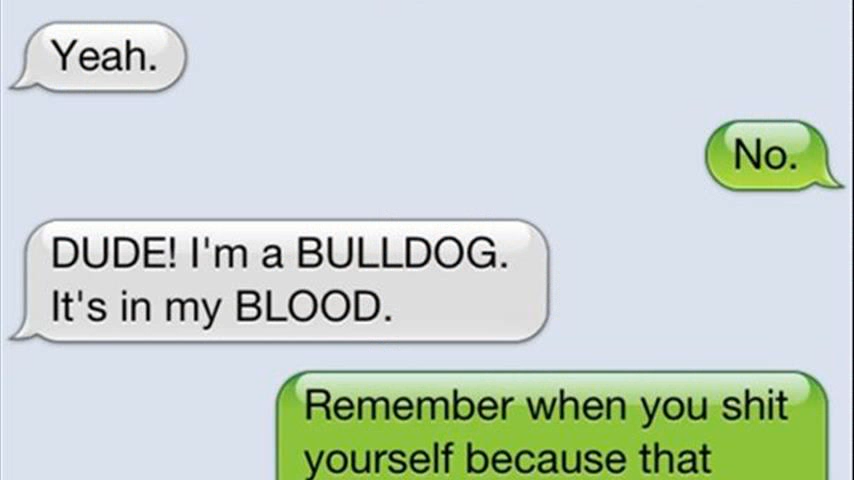 Yeah.
No.
DUDE! I'm a BULLDOG.
It's in my BLOOD.
Remember when you shit
yourself because that